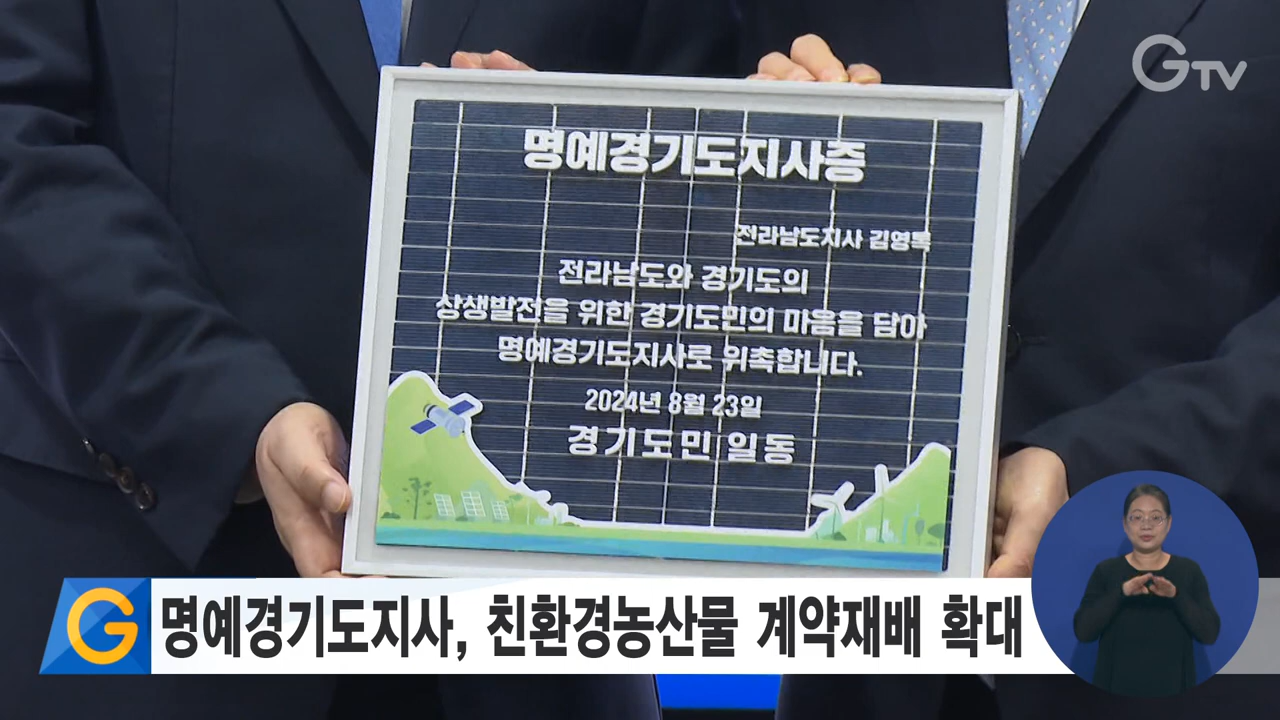 GTV
명예경기도지사증
전라남도지사 김영록
전라남도와 경기도의
상생발전을 위한 경기도민의 마음을 담아
명예경기도지사로 위촉합니다.
2024년 8월 23일
경기도민 일동
G
명예경기도지사, 친환경농산물 계약재배 확대